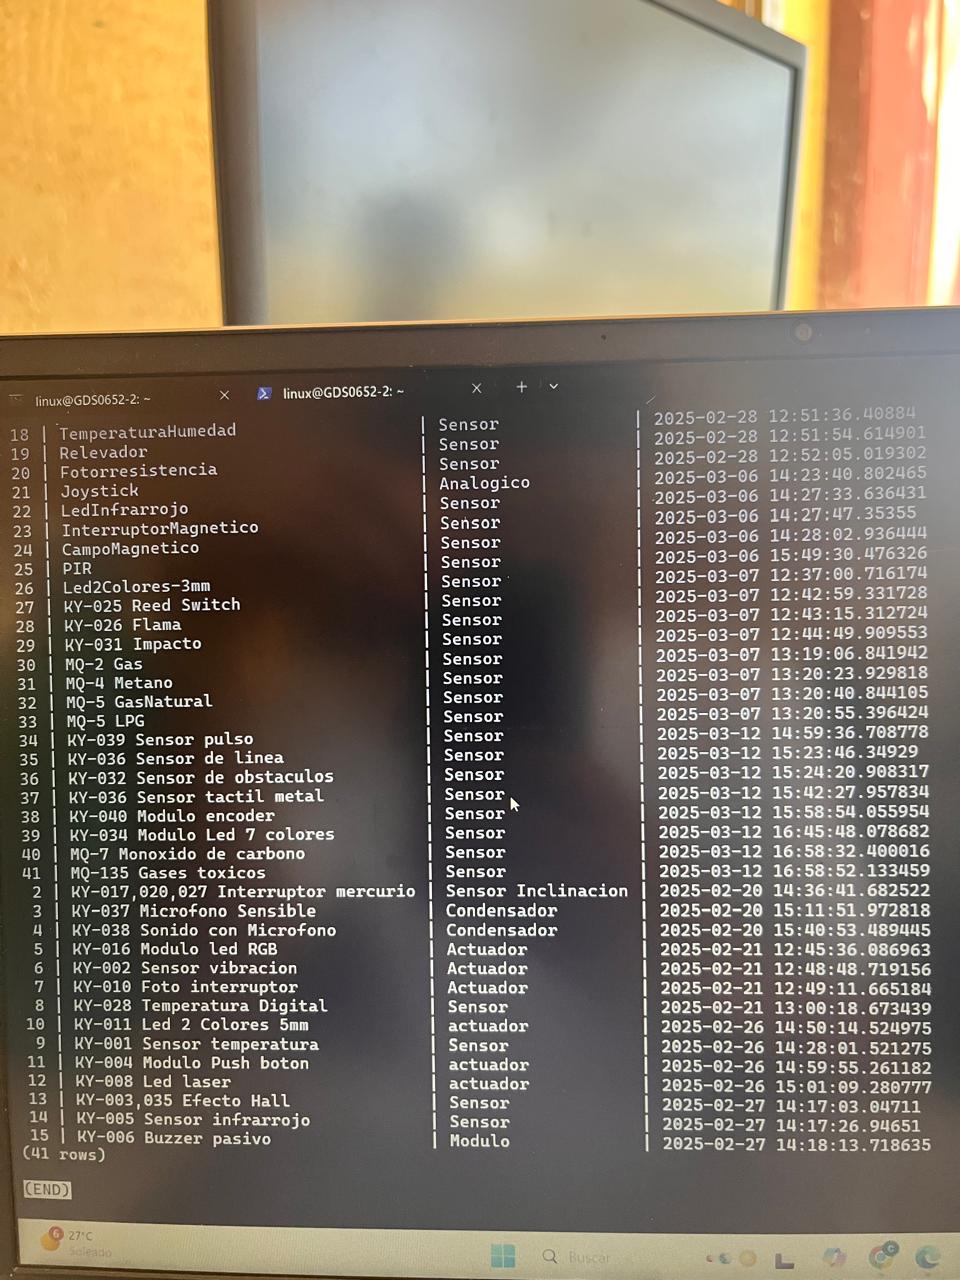 linux@GDS0652-2: ~ × linux@GDS0652-2: ~ × +
18 | TemperaturaHumedad | Sensor | 2025-02-28 12:51:36.40884
19 | Relevador | Sensor | 2025-02-28 12:51:54.614901
20 | Fotorresistencia | Sensor | 2025-02-28 12:52:05.019302
21 | Joystick | Analogico | 2025-03-06 14:23:40.802465
22 | LedInfrarrojo | Sensor | 2025-03-06 14:27:33.636431
23 | InterruptorMagnetico | Sensor | 2025-03-06 14:27:47.35355
24 | CampoMagnetico | Sensor | 2025-03-06 14:28:02.936444
25 | PIR | Sensor | 2025-03-06 15:49:30.476326
26 | Led2Colores-3mm | Sensor | 2025-03-07 12:37:00.716174
27 | KY-025 Reed Switch | Sensor | 2025-03-07 12:42:59.331728
28 | KY-026 Flama | Sensor | 2025-03-07 12:43:15.312724
29 | KY-031 Impacto | Sensor | 2025-03-07 12:44:49.909553
30 | MQ-2 Gas | Sensor | 2025-03-07 13:19:06.841942
31 | MQ-4 Metano | Sensor | 2025-03-07 13:20:23.929818
32 | MQ-5 GasNatural | Sensor | 2025-03-07 13:20:40.844105
33 | MQ-5 LPG | Sensor | 2025-03-07 13:20:55.396424
34 | KY-039 Sensor pulso | Sensor | 2025-03-12 14:59:36.708778
35 | KY-036 Sensor de linea | Sensor | 2025-03-12 15:23:46.34929
36 | KY-032 Sensor de obstaculos | Sensor | 2025-03-12 15:24:20.908317
37 | KY-036 Sensor tactil metal | Sensor | 2025-03-12 15:42:27.957834
38 | KY-040 Modulo encoder | Sensor | 2025-03-12 15:58:54.055954
39 | KY-034 Modulo Led 7 colores | Sensor | 2025-03-12 16:45:48.078682
40 | MQ-7 Monoxido de carbono | Sensor | 2025-03-12 16:58:32.400016
41 | MQ-135 Gases toxicos | Sensor | 2025-03-12 16:58:52.133459
2 | KY-017,020,027 Interruptor mercurio | Sensor Inclinacion | 2025-02-20 14:36:41.682522
3 | KY-037 Microfono Sensible | Condensador | 2025-02-20 15:11:51.972818
4 | KY-038 Sonido con Microfono | Condensador | 2025-02-20 15:40:53.489445
5 | KY-016 Modulo led RGB | Actuador | 2025-02-21 12:45:36.086963
6 | KY-002 Sensor vibracion | Actuador | 2025-02-21 12:48:48.719156
7 | KY-010 Foto interruptor | Actuador | 2025-02-21 12:49:11.665184
8 | KY-028 Temperatura Digital | Sensor | 2025-02-21 13:00:18.673439
10 | KY-011 Led 2 Colores 5mm | actuador | 2025-02-26 14:50:14.524975
9 | KY-001 Sensor temperatura | Sensor | 2025-02-26 14:28:01.521275
11 | KY-004 Modulo Push boton | actuador | 2025-02-26 14:59:55.261182
12 | KY-008 Led laser | actuador | 2025-02-26 15:01:09.280777
13 | KY-003,035 Efecto Hall | Sensor | 2025-02-27 14:17:03.04711
14 | KY-005 Sensor infrarrojo | Sensor | 2025-02-27 14:17:26.94651
15 | KY-006 Buzzer pasivo | Modulo | 2025-02-27 14:18:13.718635
(41 rows)
(END)
6 27°C
Soleado
Buscar